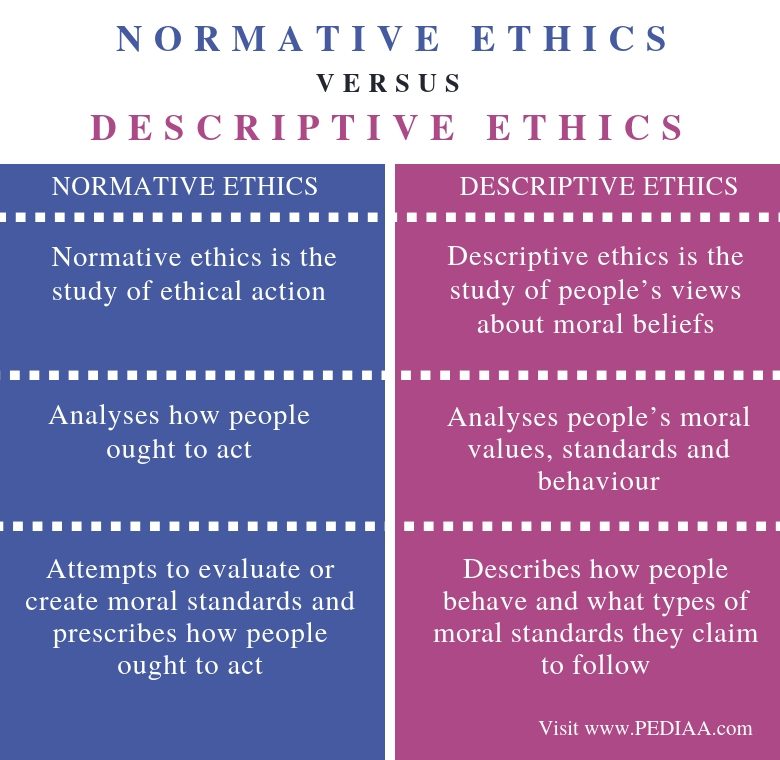 NORMATIVE ETHICS
VERSUS
DESCRIPTIVE ETHICS
NORMATIVE ETHICS
Normative ethics is the
study of ethical action
Analyses how people
ought to act
Attempts to evaluate or
create moral standards and
prescribes how people
ought to act
DESCRIPTIVE ETHICS
Descriptive ethics is the
study of people’s views
about moral beliefs
Analyses people’s moral
values, standards and
behaviour
Describes how people
behave and what types of
moral standards they claim
to follow
Visit www.PEDIAA.com